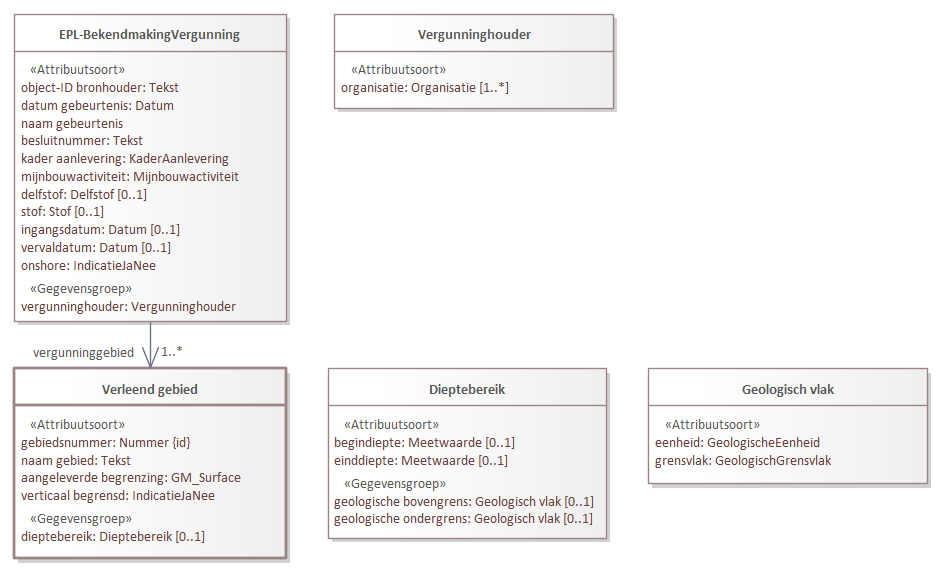 EPL-BekendmakingVergunning
«Attribuutsoort»
object-ID bronhouder: Tekst
datum gebeurtenis: Datum
naam gebeurtenis
besluitnummer: Tekst
kader aanlevering: KaderAanlevering
mijnbouwactiviteit: Mijnbouwactiviteit
delfstof: Delfstof [0..1]
stof: Stof [0..1]
ingangsdatum: Datum [0..1]
vervaldatum: Datum [0..1]
onshore: IndicatieJaNee
«Gegevensgroep»
vergunninghouder: Vergunninghouder
Vergunninghouder
«Attribuutsoort»
organisatie: Organisatie [1..*]
vergunninggebied
1..*
Verleend gebied
«Attribuutsoort»
gebiedsnummer: Nummer {id}
naam gebied: Tekst
aangeleverde begrenzing: GM_Surface
verticaal begrensd: IndicatieJaNee
«Gegevensgroep»
dieptebereik: Dieptebereik [0..1]
Dieptebereik
«Attribuutsoort»
begindiepte: Meetwaarde [0..1]
einddiepte: Meetwaarde [0..1]
«Gegevensgroep»
geologische bovengrens: Geologisch vlak [0..1]
geologische ondergrens: Geologisch vlak [0..1]
Geologisch vlak
«Attribuutsoort»
eenheid: GeologischeEenheid
grensvlak: GeologischGrensvlak